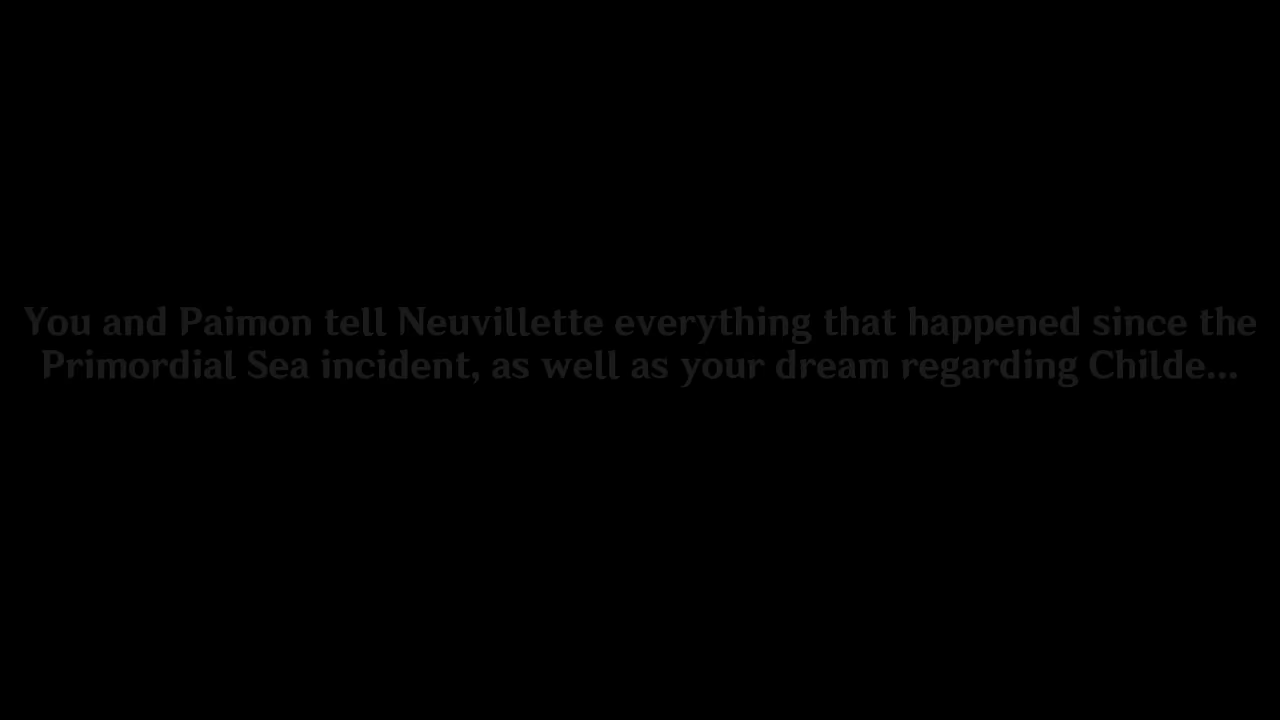 You and Paimon tell Neuvillette everything that happened since the
Primordial Sea incident, as well as your dream regarding Childe...